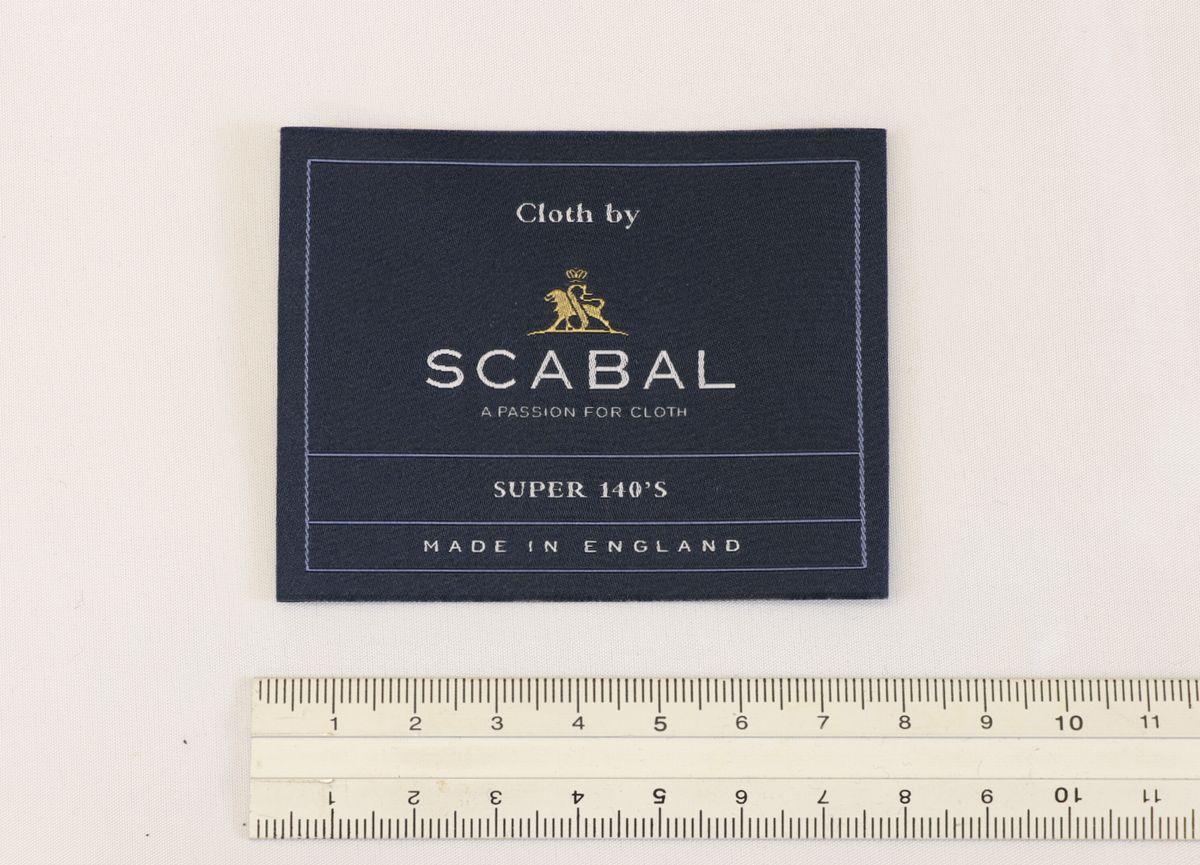 Cloth by
SCABAL
A PASSION FOR CLOTH
SUPER 140'S
MADE IN ENGLAND
1 2 3 4 5 6 7 8 9 10 11
1 2 3 4 5 6 7 8 9 10 11